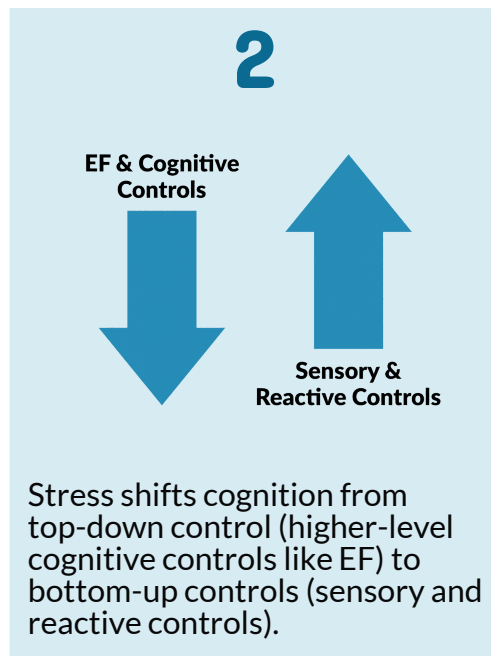 2
EF & Cognitive
Controls
Sensory &
Reactive Controls
Stress shifts cognition from
top-down control (higher-level
cognitive controls like EF) to
bottom-up controls (sensory and
reactive controls).